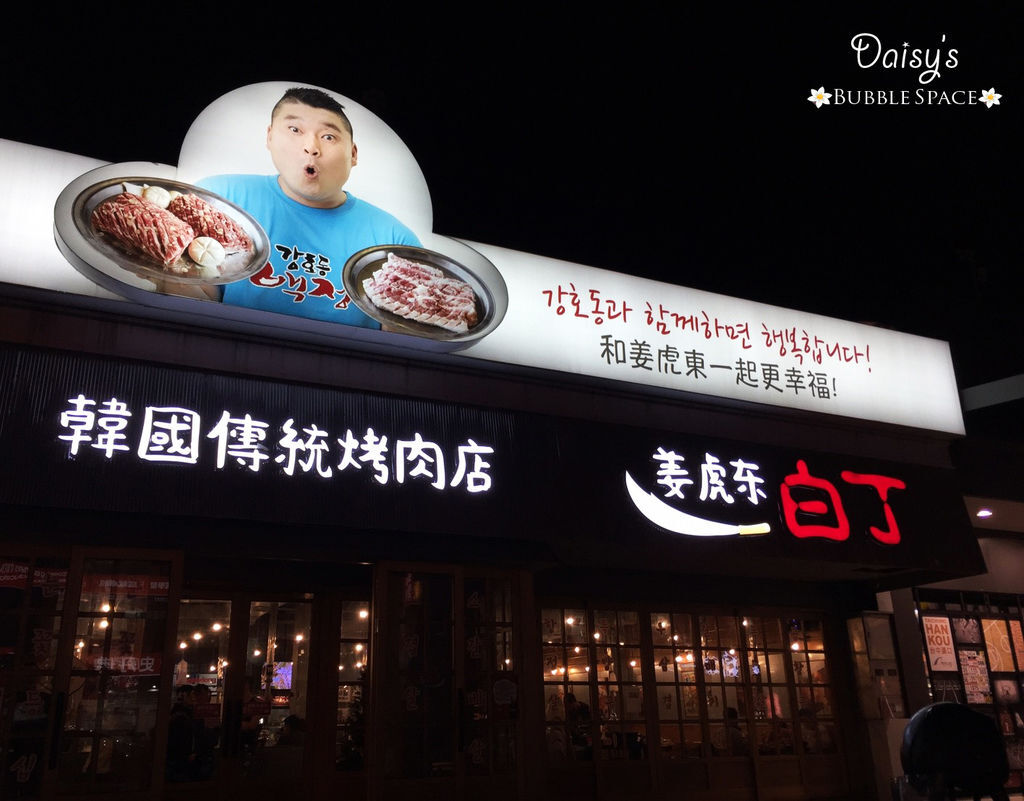 Daisy's
BUBBLE SPACE
강호동
백정
강호동과 함께하면 행복합니다!
和姜虎東一起更幸福!
韓國傳統烤肉店
姜虎东 白丁
HAN
KOU